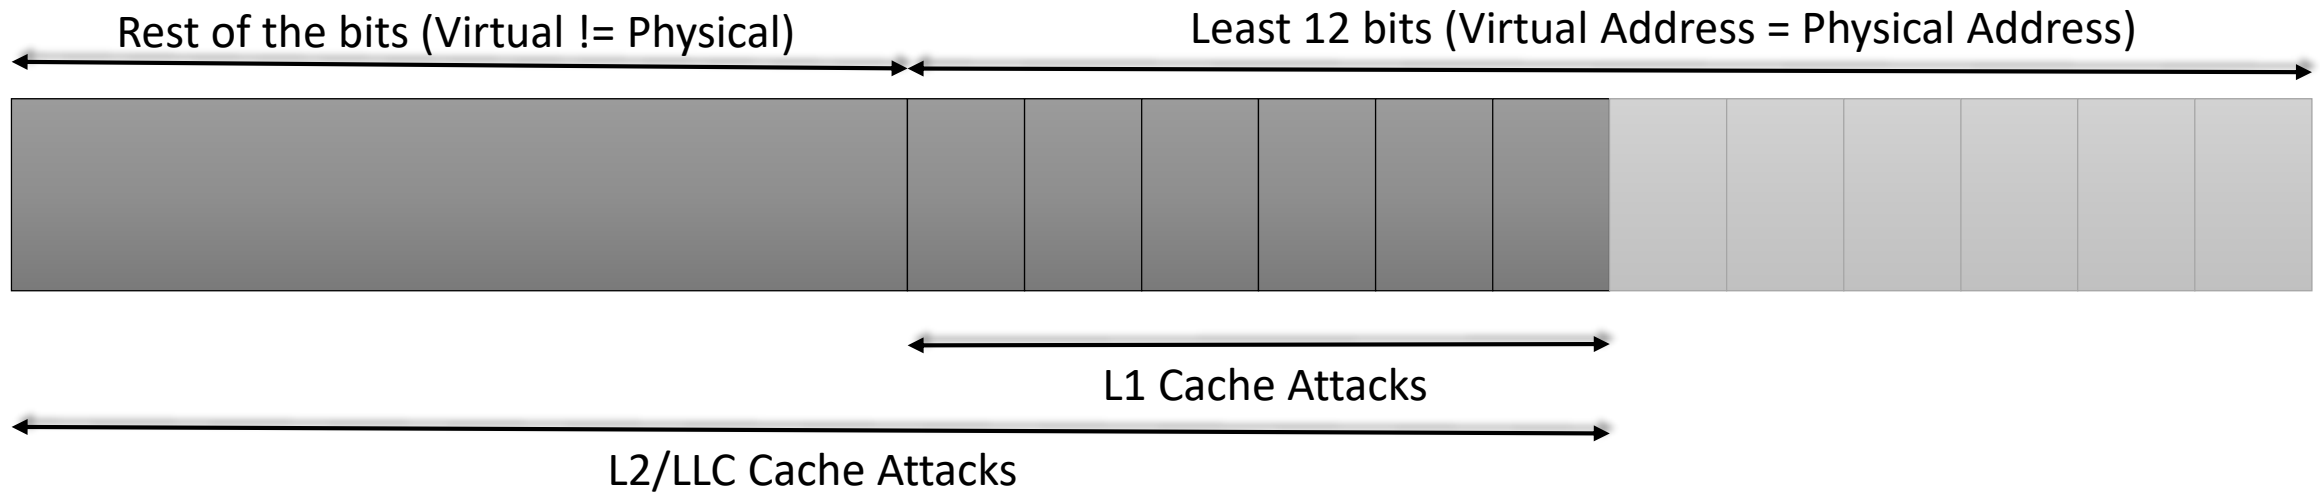 Rest of the bits (Virtual != Physical)
Least 12 bits (Virtual Address = Physical Address)
L1 Cache Attacks
L2/LLC Cache Attacks